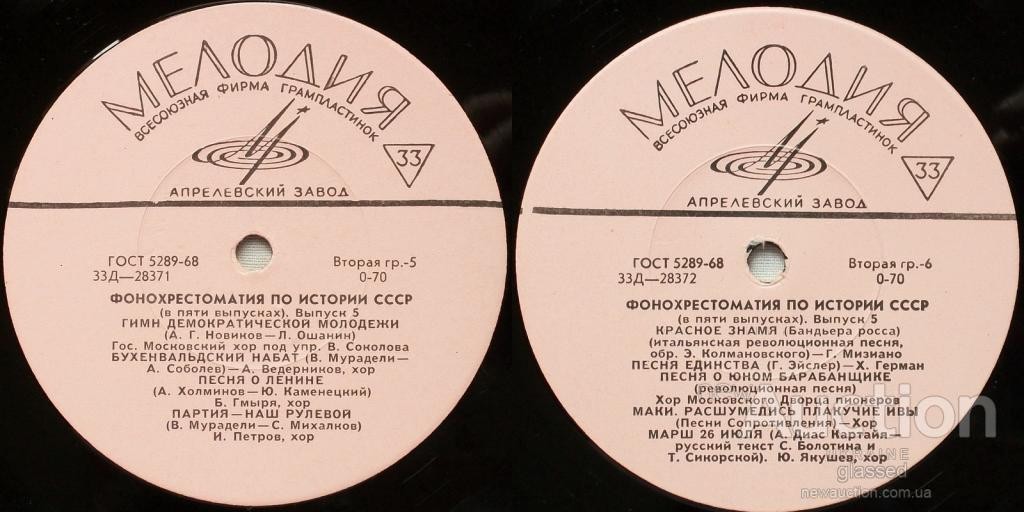 МЕЛОДИЯ
ВСЕСОЮЗНАЯ ФИРМА ГРАМПЛАСТИНОК
33
АПРЕЛЕВСКИЙ ЗАВОД
ГОСТ 5289-68
Вторая гр.-5
33Д—28371
0-70
ФОНОХРЕСТОМАТИЯ ПО ИСТОРИИ СССР
(в пяти выпусках). Выпуск 5
ГИМН ДЕМОКРАТИЧЕСКОЙ МОЛОДЕЖИ
(А. Г. Новиков—Л. Ошанин)
Гос. Московский хор под упр. В. Соколова
БУХЕНВАЛЬДСКИЙ НАБАТ (В. Мурадели—
А. Соболев)—А. Ведерников, хор
ПЕСНЯ О ЛЕНИНЕ
(А. Холминов—Ю. Каменецкий)
Б. Гмыря, хор
ПАРТИЯ—НАШ РУЛЕВОЙ
(В. Мурадели—С. Михалков)
И. Петров, хор
МЕЛОДИЯ
ВСЕСОЮЗНАЯ ФИРМА ГРАМПЛАСТИНОК
33
АПРЕЛЕВСКИЙ ЗАВОД
ГОСТ 5289-68
Вторая гр.-6
33Д—28372
0-70
ФОНОХРЕСТОМАТИЯ ПО ИСТОРИИ СССР
(в пяти выпусках). Выпуск 5
КРАСНОЕ ЗНАМЯ (Бандьера росса)
(итальянская революционная песня,
обр. Э. Колмановского)—Г. Мизиано
ПЕСНЯ ЕДИНСТВА (Г. Эйслер)—Х. Герман
ПЕСНЯ О ЮНОМ БАРАБАНЩИКЕ
(революционная песня)
Хор Московского Дворца пионеров
МАКИ. РАСШУМЕЛИСЬ ПЛАКУЧИЕ ИВЫ
(Песни Сопротивления)—Хор
МАРШ 26 ИЮЛЯ (А. Диас Картайя—
русский текст С. Болотина и
Т. Сикорской). Ю. Якушев, хор
Auction
UKRAINE
glassed
newauction.com.ua